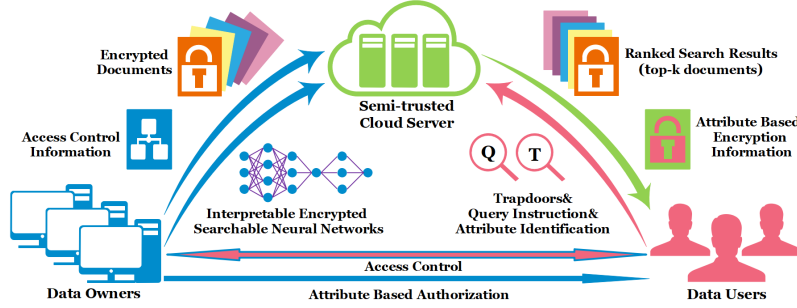 Encrypted
Documents
Semi-trusted
Cloud Server
Ranked Search Results
(top-k documents)
Access Control
Information
Attribute Based
Encryption
Information
Q
T
Interpretable Encrypted
Searchable Neural Networks
Trapdoors&
Query Instruction&
Attribute Identification
Access Control
Data Owners
Attribute Based Authorization
Data Users